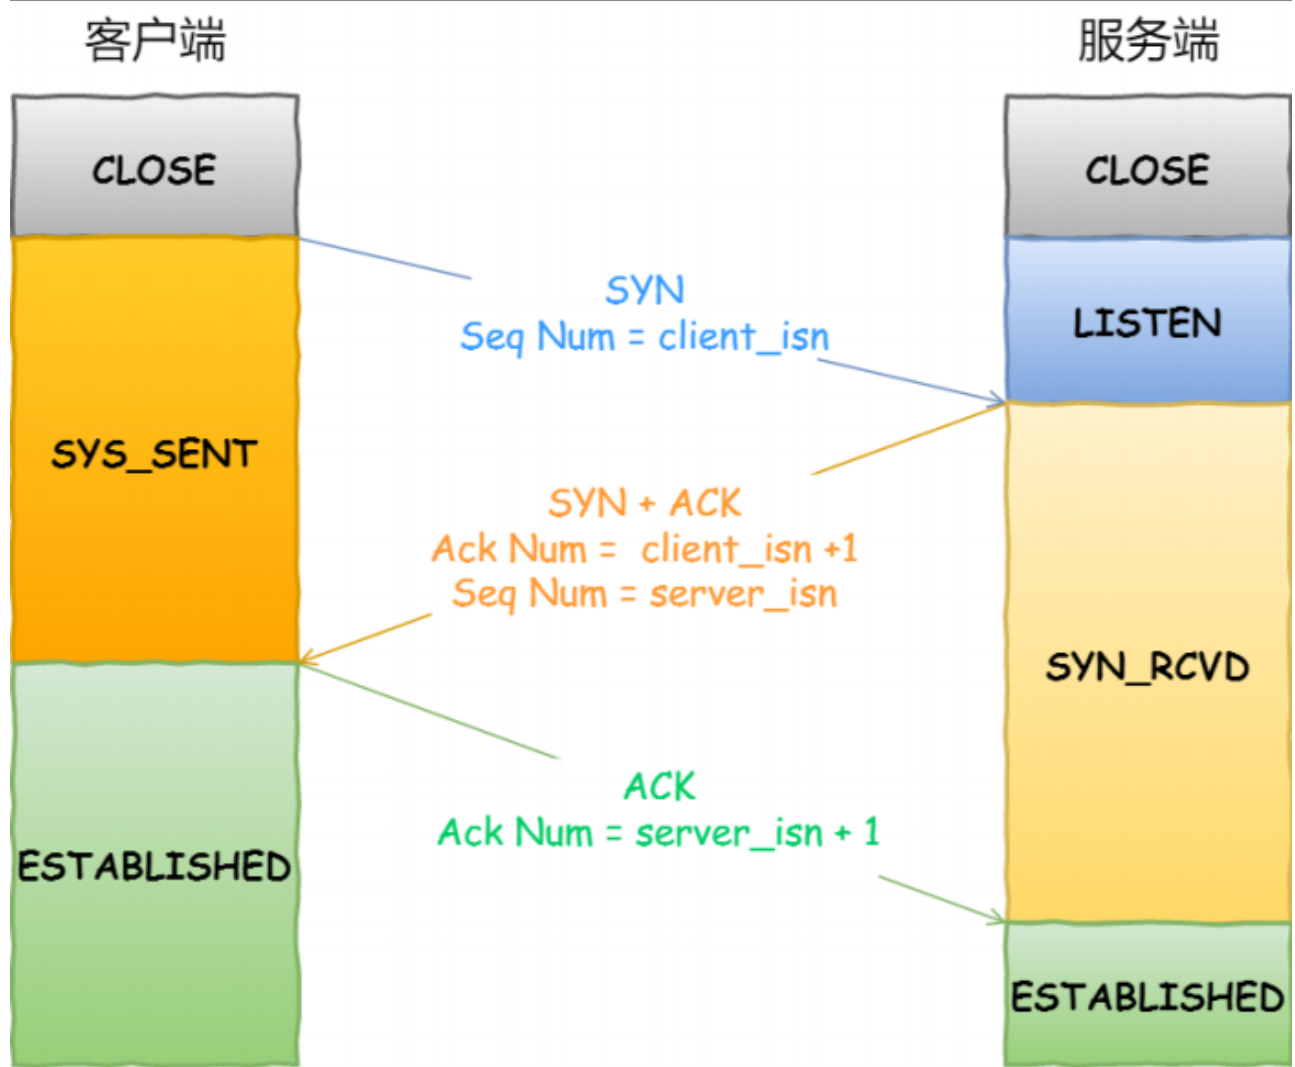 客户端
服务端
CLOSE
CLOSE
SYN
Seq Num = client_isn
LISTEN
SYS_SENT
SYN + ACK
Ack Num = client_isn +1
Seq Num = server_isn
SYN_RCVD
ACK
Ack Num = server_isn + 1
ESTABLISHED
ESTABLISHED